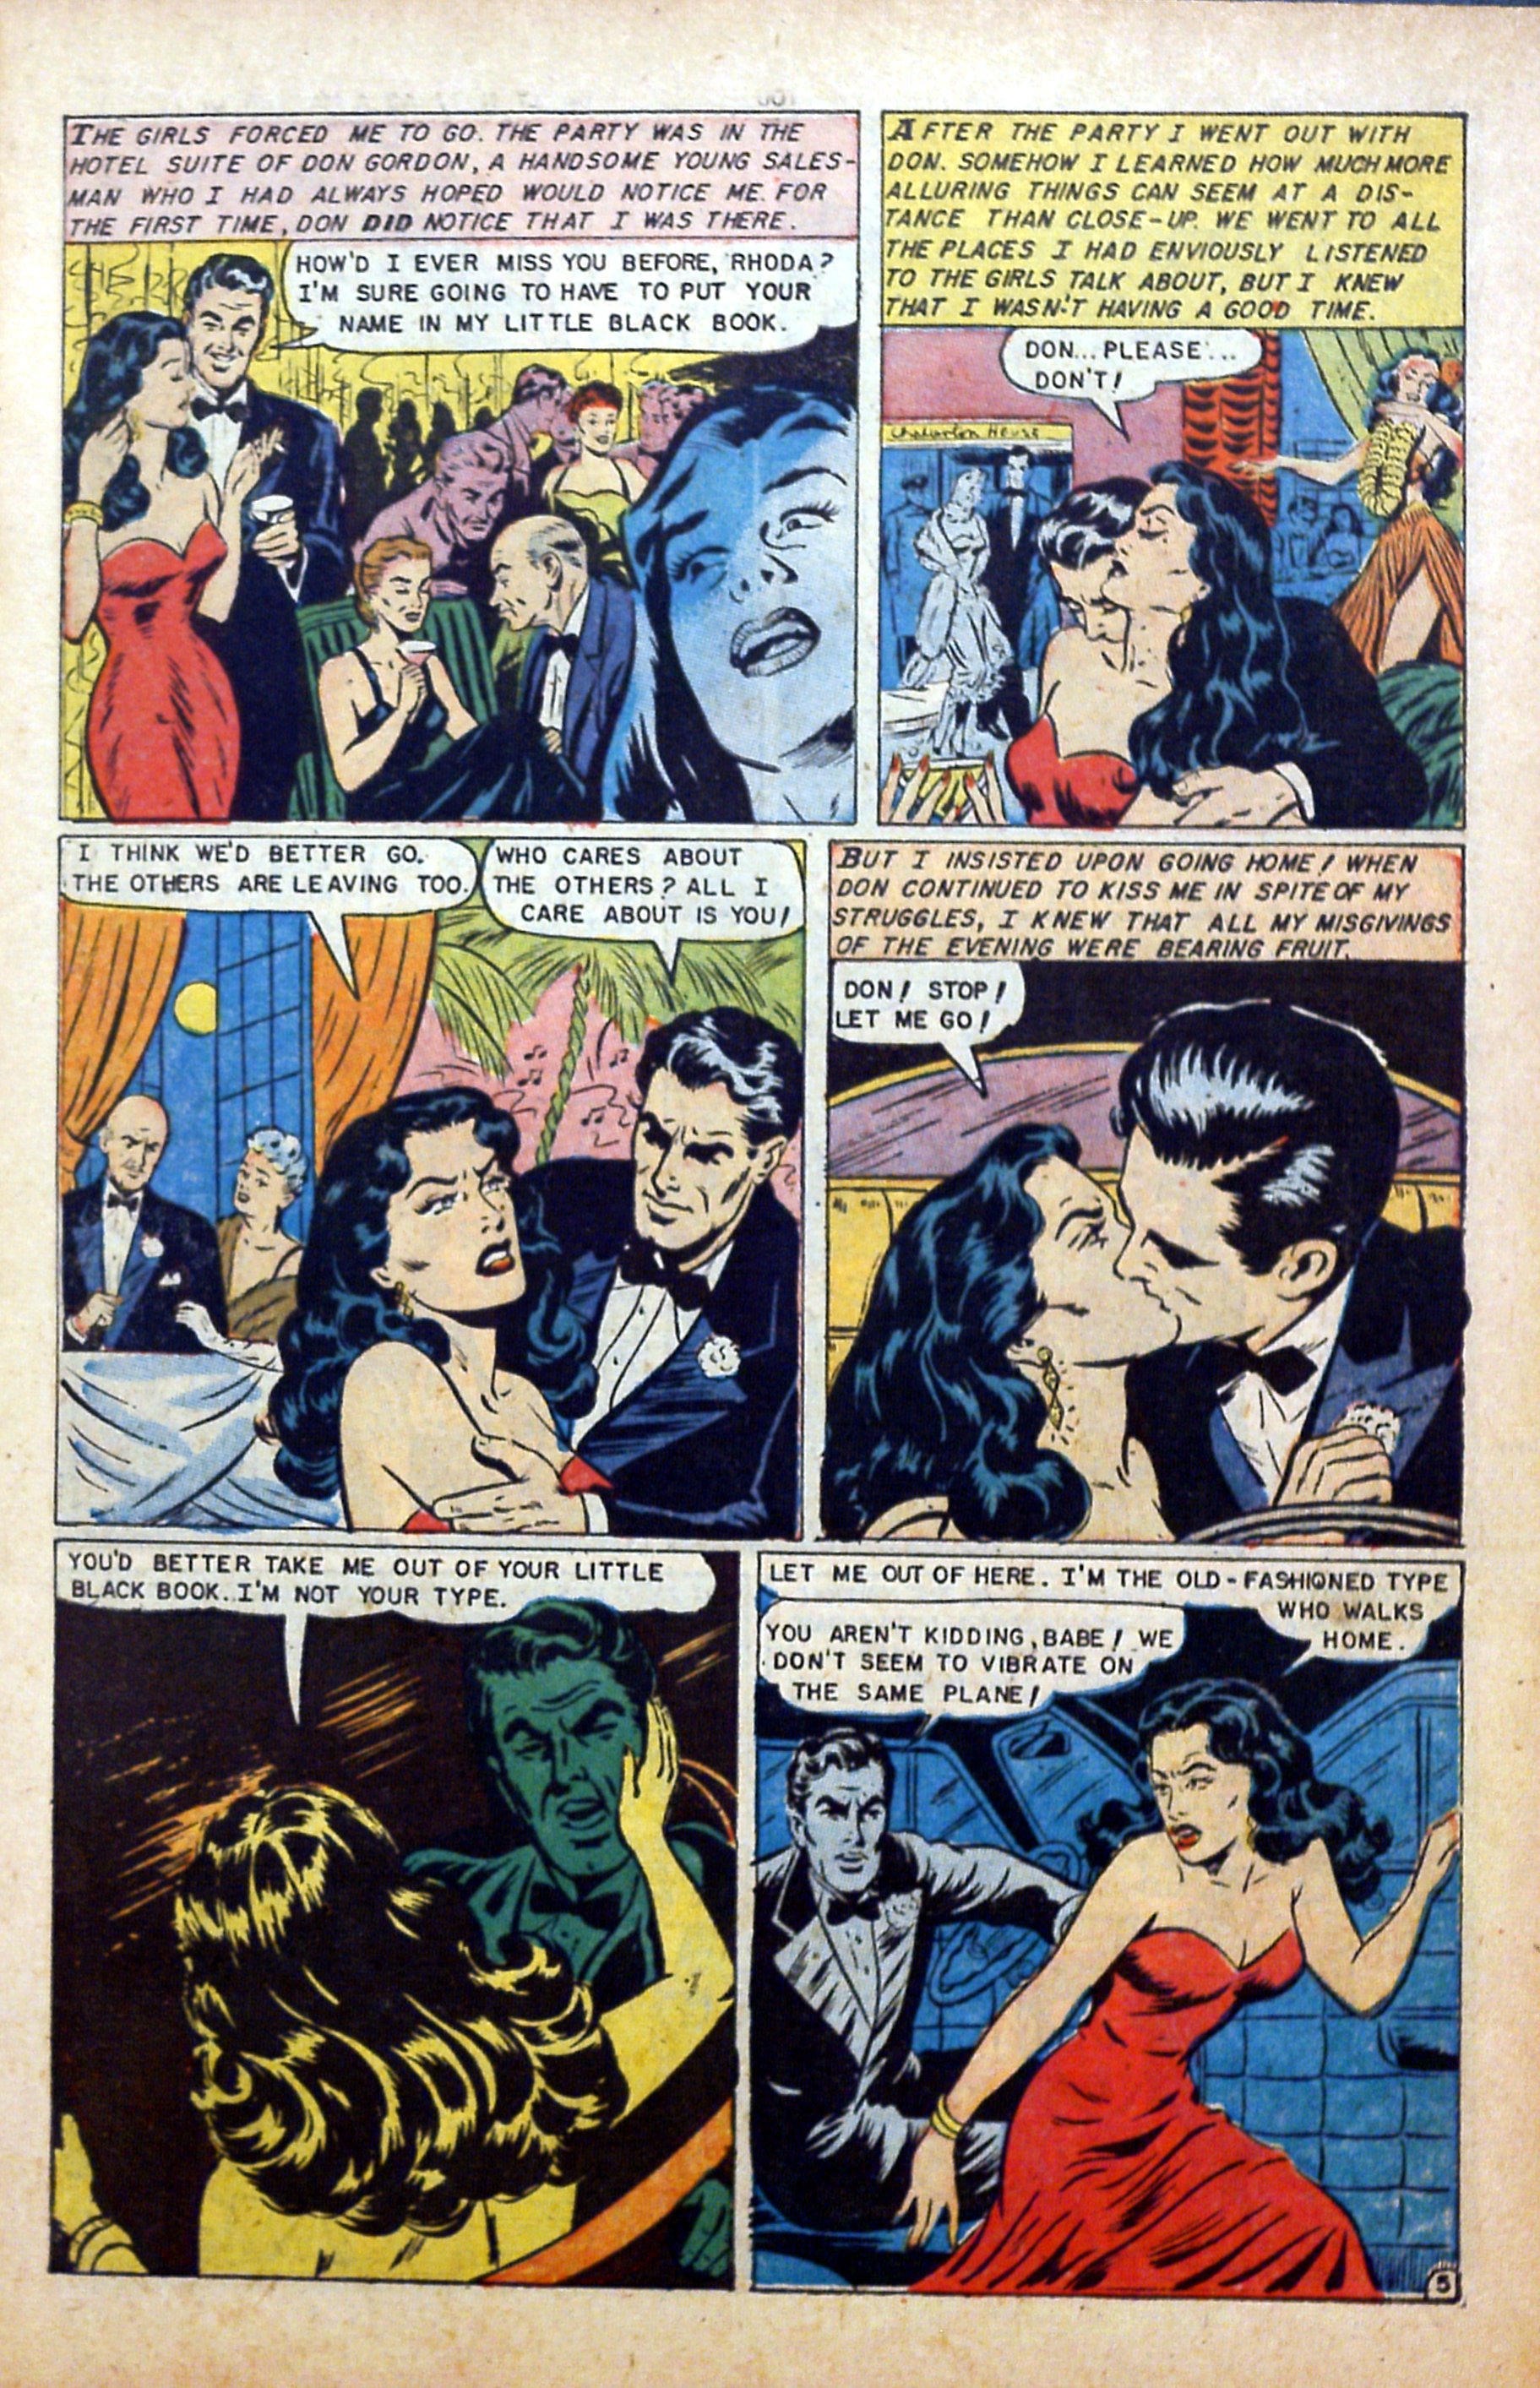 THE GIRLS FORCED ME TO GO. THE PARTY WAS IN THE
HOTEL SUITE OF DON GORDON, A HANDSOME YOUNG SALES-
MAN WHO I HAD ALWAYS HOPED WOULD NOTICE ME. FOR
THE FIRST TIME, DON DID NOTICE THAT I WAS THERE.
HOW'D I EVER MISS YOU BEFORE, RHODA?
I'M SURE GOING TO HAVE TO PUT YOUR
NAME IN MY LITTLE BLACK BOOK.
AFTER THE PARTY I WENT OUT WITH
DON. SOMEHOW I LEARNED HOW MUCH MORE
ALLURING THINGS CAN SEEM AT A DIS-
TANCE THAN CLOSE-UP. WE WENT TO ALL
THE PLACES I HAD ENVIOUSLY LISTENED
TO THE GIRLS TALK ABOUT, BUT I KNEW
THAT I WASN'T HAVING A GOOD TIME.
DON... PLEASE...
DON'T!
HOUSE
I THINK WE'D BETTER GO.
THE OTHERS ARE LEAVING TOO.
WHO CARES ABOUT
THE OTHERS? ALL I
CARE ABOUT IS YOU!
BUT I INSISTED UPON GOING HOME! WHEN
DON CONTINUED TO KISS ME IN SPITE OF MY
STRUGGLES, I KNEW THAT ALL MY MISGIVINGS
OF THE EVENING WERE BEARING FRUIT.
DON! STOP!
LET ME GO!
YOU'D BETTER TAKE ME OUT OF YOUR LITTLE
BLACK BOOK. I'M NOT YOUR TYPE.
LET ME OUT OF HERE. I'M THE OLD-FASHIONED TYPE
WHO WALKS
HOME.
YOU AREN'T KIDDING, BABE! WE
DON'T SEEM TO VIBRATE ON
THE SAME PLANE!
5